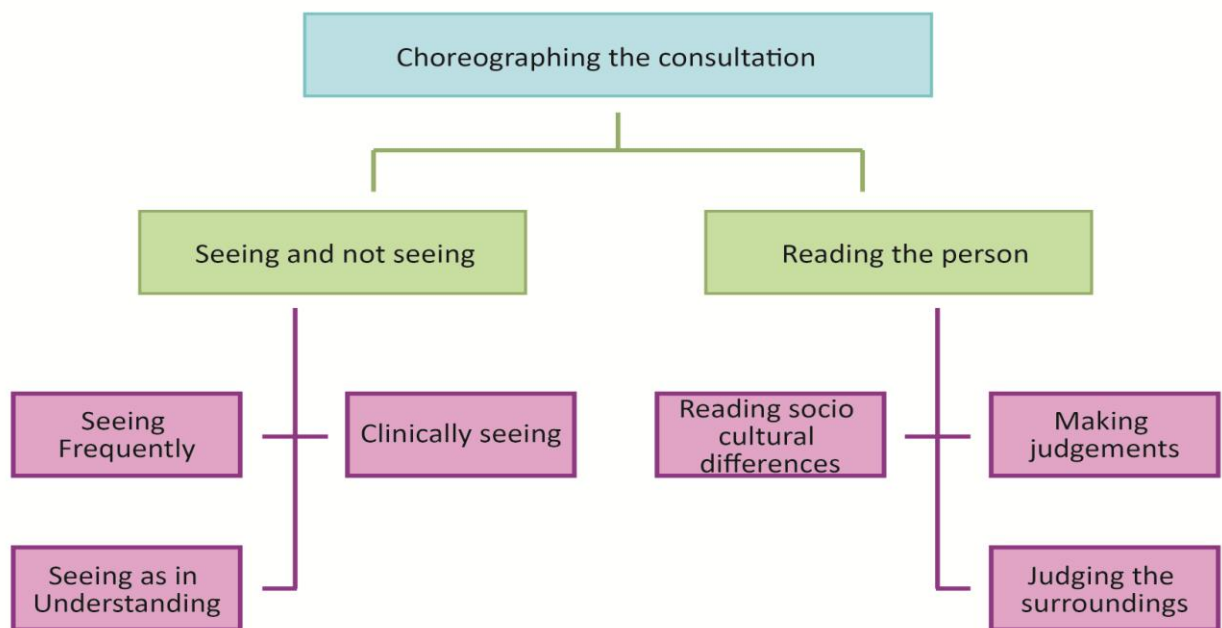 Choreographing the consultation
Seeing and not seeing
Reading the person
Seeing
Frequently
Clinically seeing
Reading socio
cultural
differences
Making
judgements
Seeing as in
Understanding
Judging the
surroundings